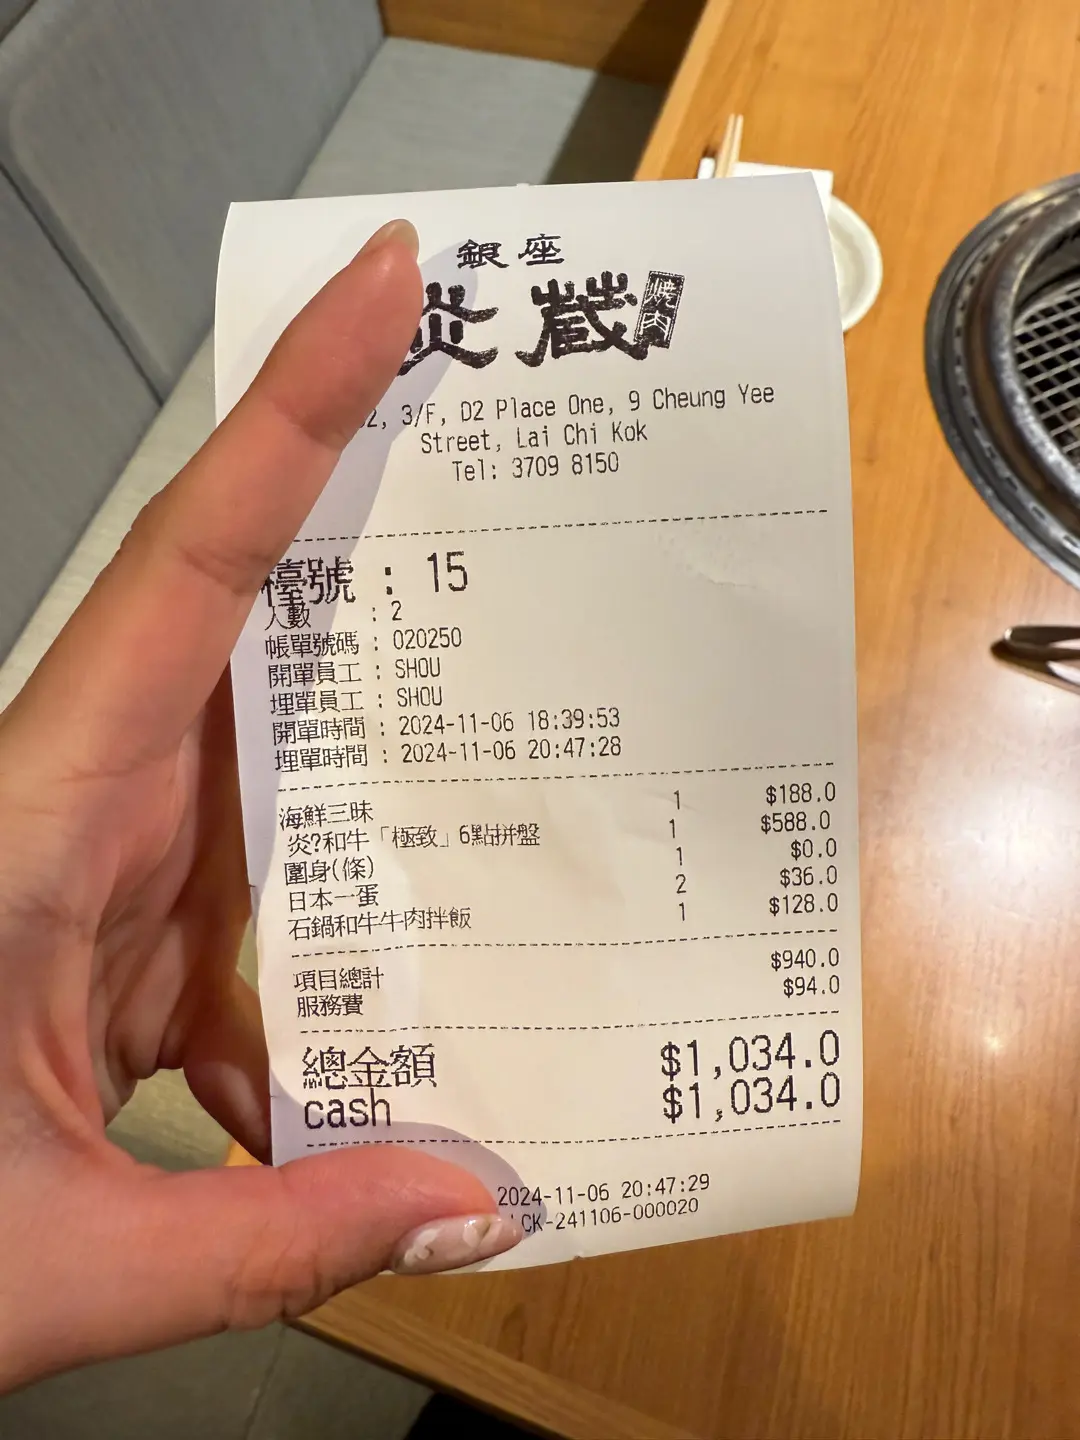 銀座
炎蔵 焼肉
2, 3/F, D2 Place One, 9 Cheung Yee
Street, Lai Chi Kok
Tel: 3709 8150
檯號 : 15
人數 : 2
帳單號碼 : 020250
開單員工 : SHOU
埋單員工 : SHOU
開單時間 : 2024-11-06 18:39:53
埋單時間 : 2024-11-06 20:47:28
海鮮三昧 1 $188.0
炎?和牛「極致」6點拼盤 1 $588.0
圍身(條) 1 $0.0
日本一蛋 2 $36.0
石鍋和牛牛肉拌飯 1 $128.0
項目總計 $940.0
服務費 $94.0
總金額 $1,034.0
cash $1,034.0
2024-11-06 20:47:29
CK-241106-000020